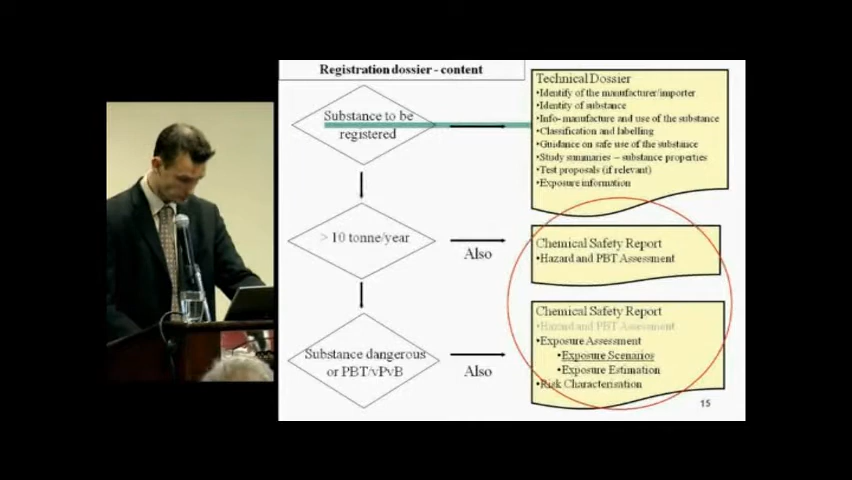 Registration dossier - content
Substance to be
registered
Technical Dossier
•Identify of the manufacturer/importer
•Identity of substance
•Info- manufacture and use of the substance
•Classification and labelling
•Guidance on safe use of the substance
•Study summaries – substance properties
•Test proposals (if relevant)
•Exposure information
> 10 tonne/year
Also
Chemical Safety Report
•Hazard and PBT Assessment
Substance dangerous
or PBT/vPvB
Also
Chemical Safety Report
•Hazard and PBT Assessment
•Exposure Assessment
•Exposure Scenarios
•Exposure Estimation
•Risk Characterisation
15